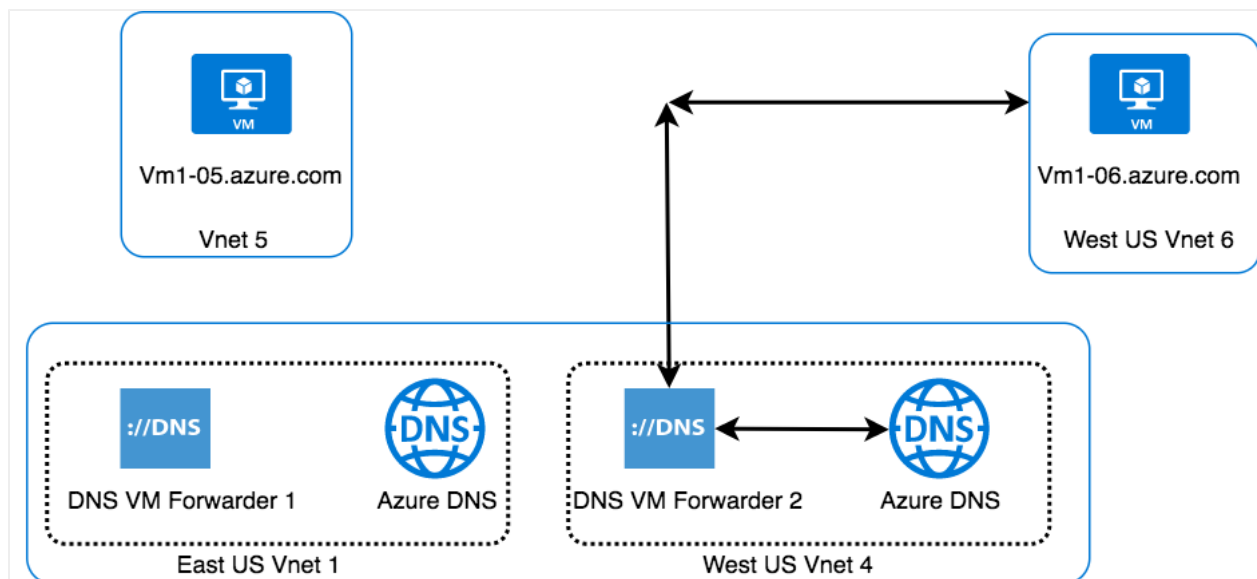 VM
Vm1-05.azure.com
Vnet 5
VM
Vm1-06.azure.com
West US Vnet 6
://DNS
DNS
DNS VM Forwarder 1
Azure DNS
East US Vnet 1
://DNS
DNS
DNS VM Forwarder 2
Azure DNS
West US Vnet 4